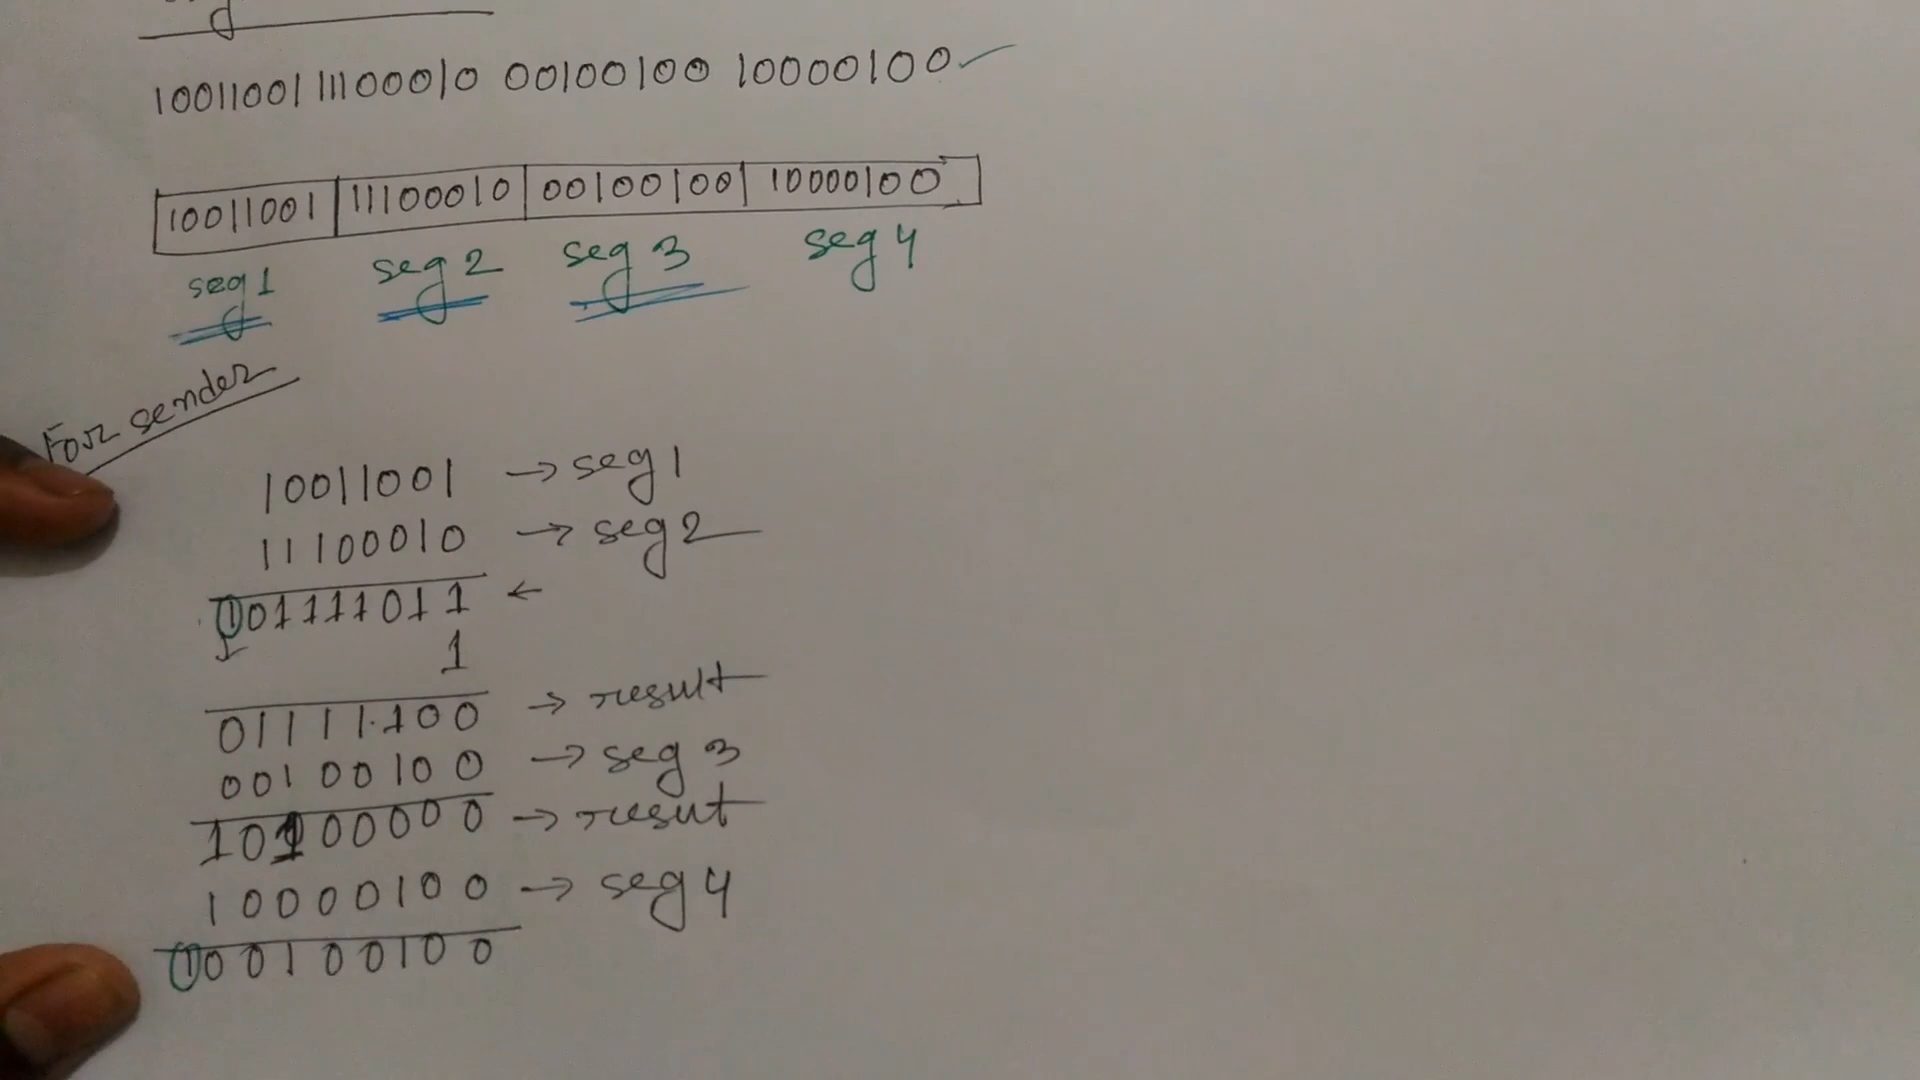 10011001 11100010 00100100 10000100
10011001 11100010 00100100 10000100
seg 1 seg 2 seg 3 seg 4
For sender
10011001 → seg 1
11100010 → seg 2
101111011 ←
1
01111100 → result
00100100 → seg 3
10100000 → resut
10000100 → seg 4
100100100